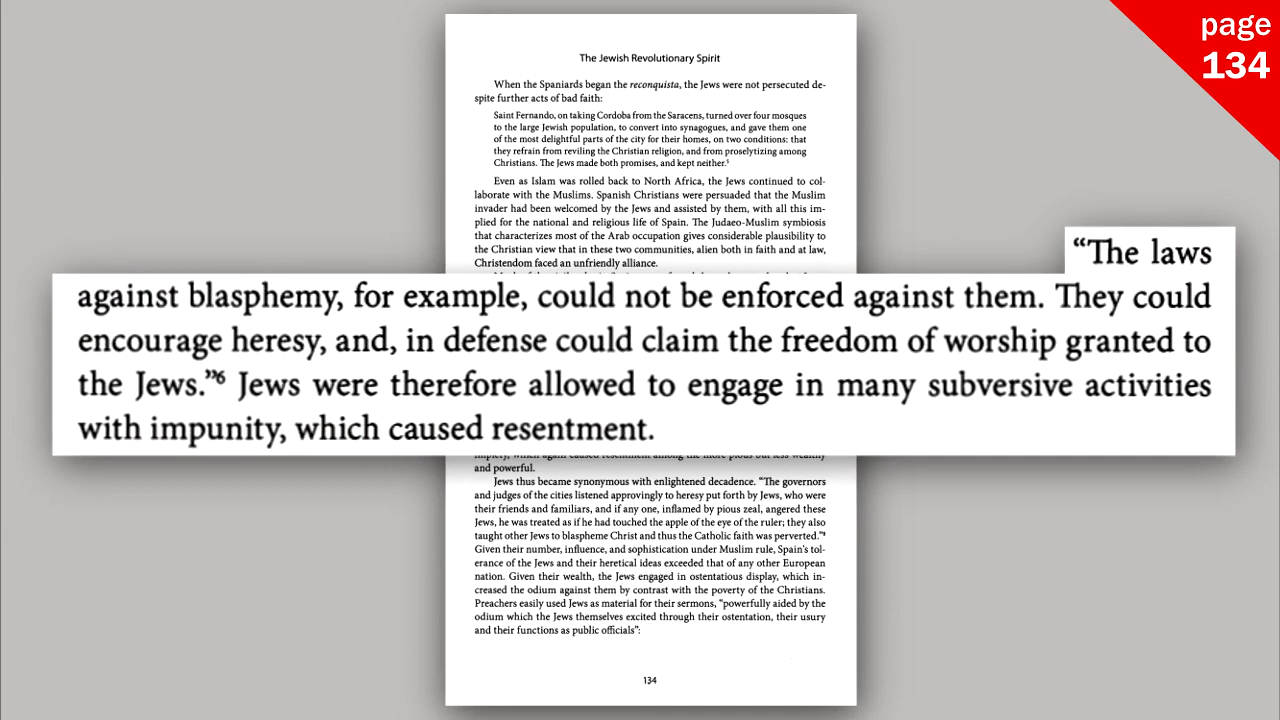 page
134
The Jewish Revolutionary Spirit
When the Spaniards began the reconquista, the Jews were not persecuted de-
spite further acts of bad faith:
Saint Fernando, on taking Cordoba from the Saracens, turned over four mosques
to the large Jewish population, to convert into synagogues, and gave them one
of the most delightful parts of the city for their homes, on two conditions: that
they refrain from reviling the Christian religion, and from proselytizing among
Christians. The Jews made both promises, and kept neither.5
Even as Islam was rolled back to North Africa, the Jews continued to col-
laborate with the Muslims. Spanish Christians were persuaded that the Muslim
invader had been welcomed by the Jews and assisted by them, with all this im-
plied for the national and religious life of Spain. The Judaeo-Muslim symbiosis
that characterizes most of the Arab occupation gives considerable plausibility to
the Christian view that in these two communities, alien both in faith and at law,
Christendom faced an unfriendly alliance.
“The laws
against blasphemy, for example, could not be enforced against them. They could
encourage heresy, and, in defense could claim the freedom of worship granted to
the Jews.”6 Jews were therefore allowed to engage in many subversive activities
with impunity, which caused resentment.
impiety, which again caused resentment among the more pious but less wealthy
and powerful.
Jews thus became synonymous with enlightened decadence. “The governors
and judges of the cities listened approvingly to heresy put forth by Jews, who were
their friends and familiars, and if any one, inflamed by pious zeal, angered these
Jews, he was treated as if he had touched the apple of the eye of the ruler; they also
taught other Jews to blaspheme Christ and thus the Catholic faith was perverted.”8
Given their number, influence, and sophistication under Muslim rule, Spain's tol-
erance of the Jews and their heretical ideas exceeded that of any other European
nation. Given their wealth, the Jews engaged in ostentatious display, which in-
creased the odium against them by contrast with the poverty of the Christians.
Preachers easily used Jews as material for their sermons, “powerfully aided by the
odium which the Jews themselves excited through their ostentation, their usury
and their functions as public officials”:
134